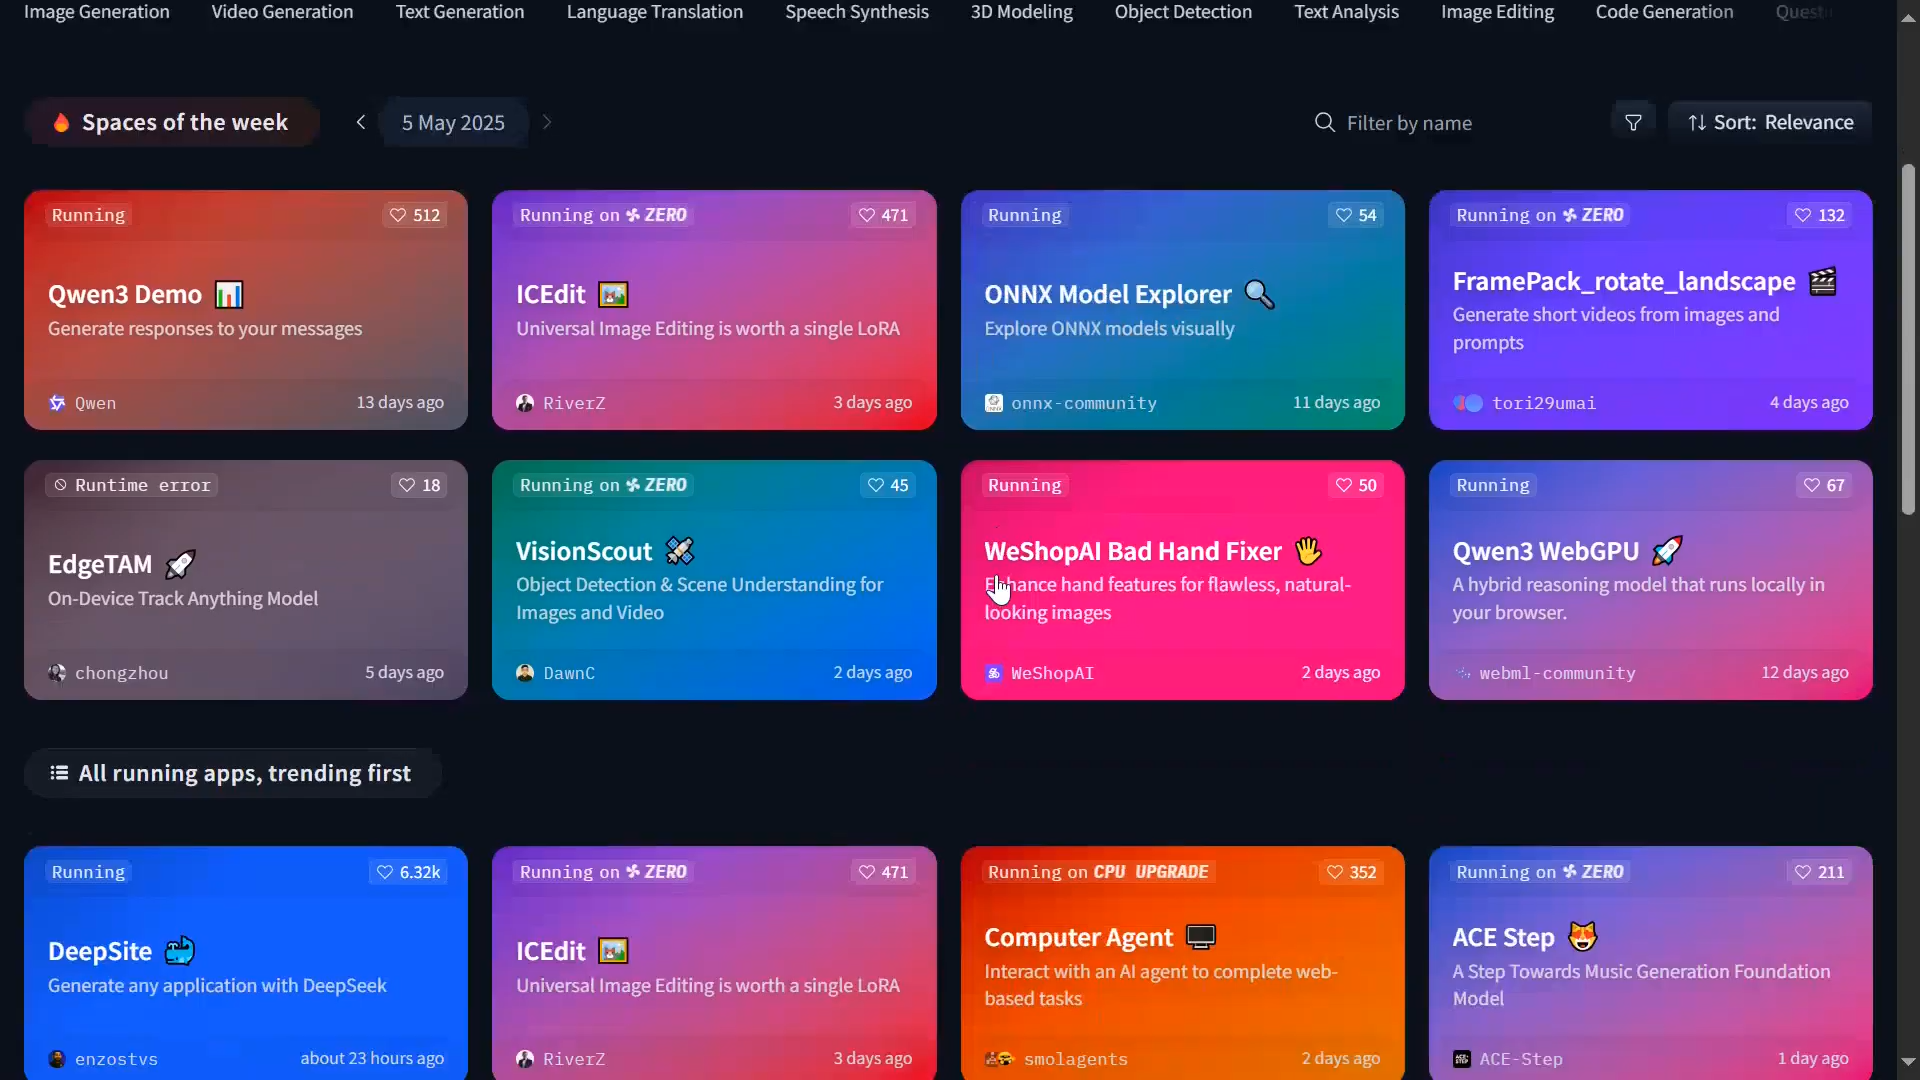 Image Generation
Video Generation
Text Generation
Language Translation
Speech Synthesis
3D Modeling
Object Detection
Text Analysis
Image Editing
Code Generation
Spaces of the week
5 May 2025
Filter by name
Sort: Relevance
Running
512
Qwen3 Demo
Generate responses to your messages
Qwen
13 days ago
Running on ZERO
471
ICEdit
Universal Image Editing is worth a single LoRA
RiverZ
3 days ago
Running
54
ONNX Model Explorer
Explore ONNX models visually
onnx-community
11 days ago
Running on ZERO
132
FramePack_rotate_landscape
Generate short videos from images and
prompts
tori29umai
4 days ago
Runtime error
18
EdgeTAM
On-Device Track Anything Model
chongzhou
5 days ago
Running on ZERO
45
VisionScout
Object Detection & Scene Understanding for
Images and Video
DawnC
2 days ago
Running
50
WeShopAI Bad Hand Fixer
Enhance hand features for flawless, natural-
looking images
WeShopAI
2 days ago
Running
67
Qwen3 WebGPU
A hybrid reasoning model that runs locally in
your browser.
webml-community
12 days ago
All running apps, trending first
Running
6.32k
DeepSite
Generate any application with DeepSeek
enzostvs
about 23 hours ago
Running on ZERO
471
ICEdit
Universal Image Editing is worth a single LoRA
RiverZ
3 days ago
Running on CPU UPGRADE
352
Computer Agent
Interact with an AI agent to complete web-
based tasks
smolagents
2 days ago
Running on ZERO
211
ACE Step
A Step Towards Music Generation Foundation
Model
ACE-Step
1 day ago